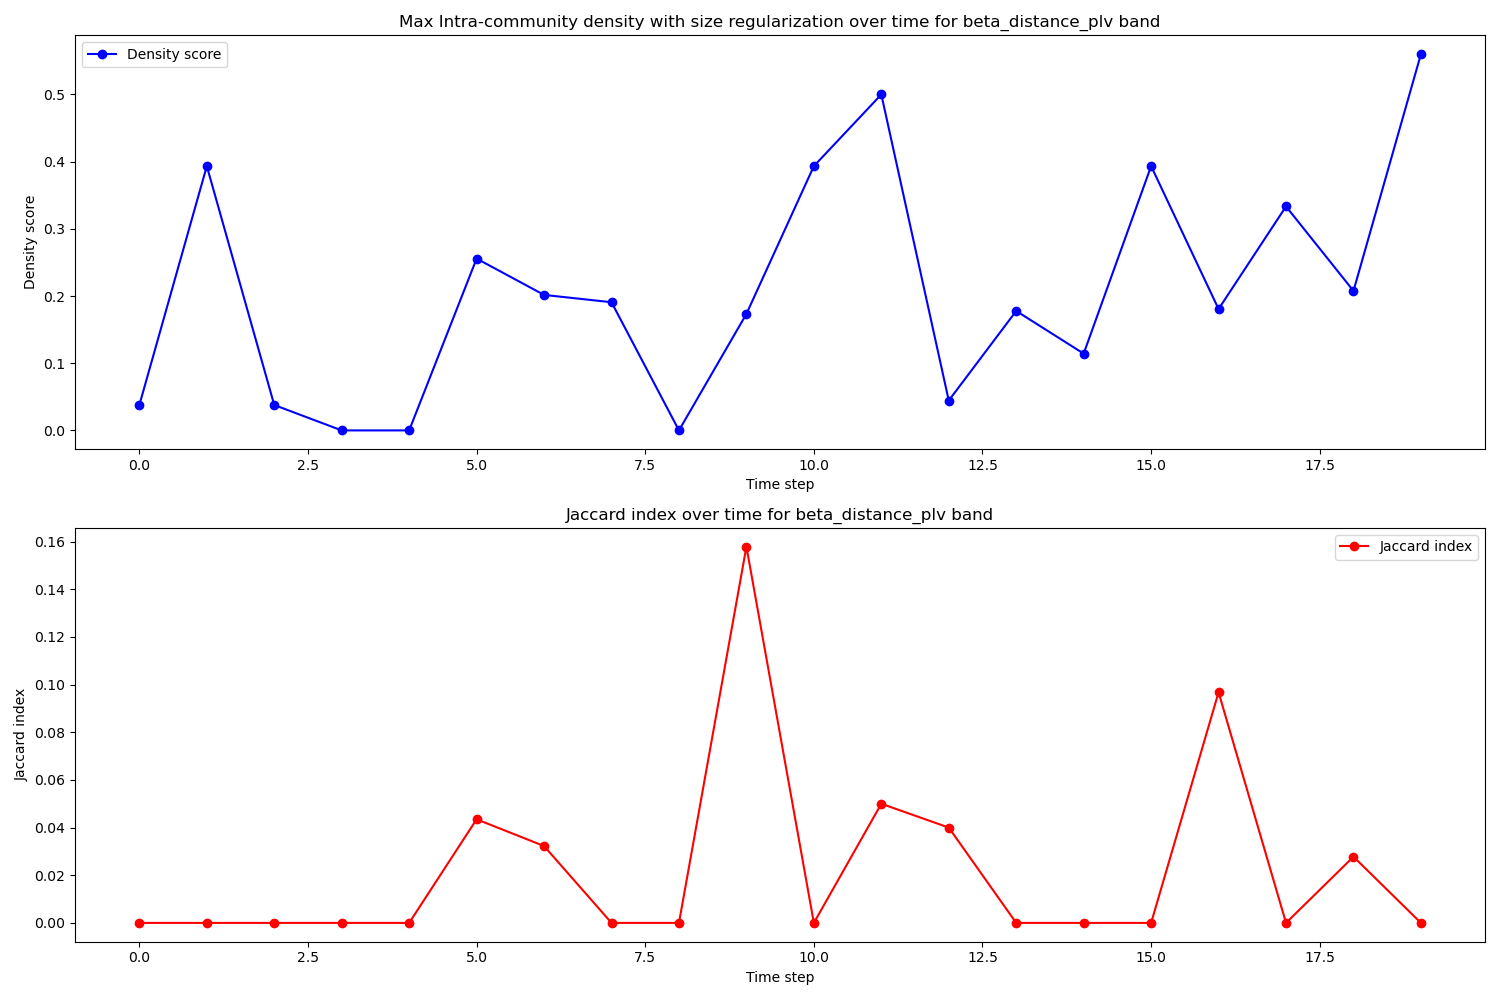 Max Intra-community density with size regularization over time for beta_distance_plv band
Density score
0.5
0.4
0.3
0.2
0.1
0.0
Density score
0.0 2.5 5.0 7.5 10.0 12.5 15.0 17.5
Time step
Jaccard index over time for beta_distance_plv band
Jaccard index
0.16
0.14
0.12
0.10
0.08
0.06
0.04
0.02
0.00
Jaccard index
0.0 2.5 5.0 7.5 10.0 12.5 15.0 17.5
Time step